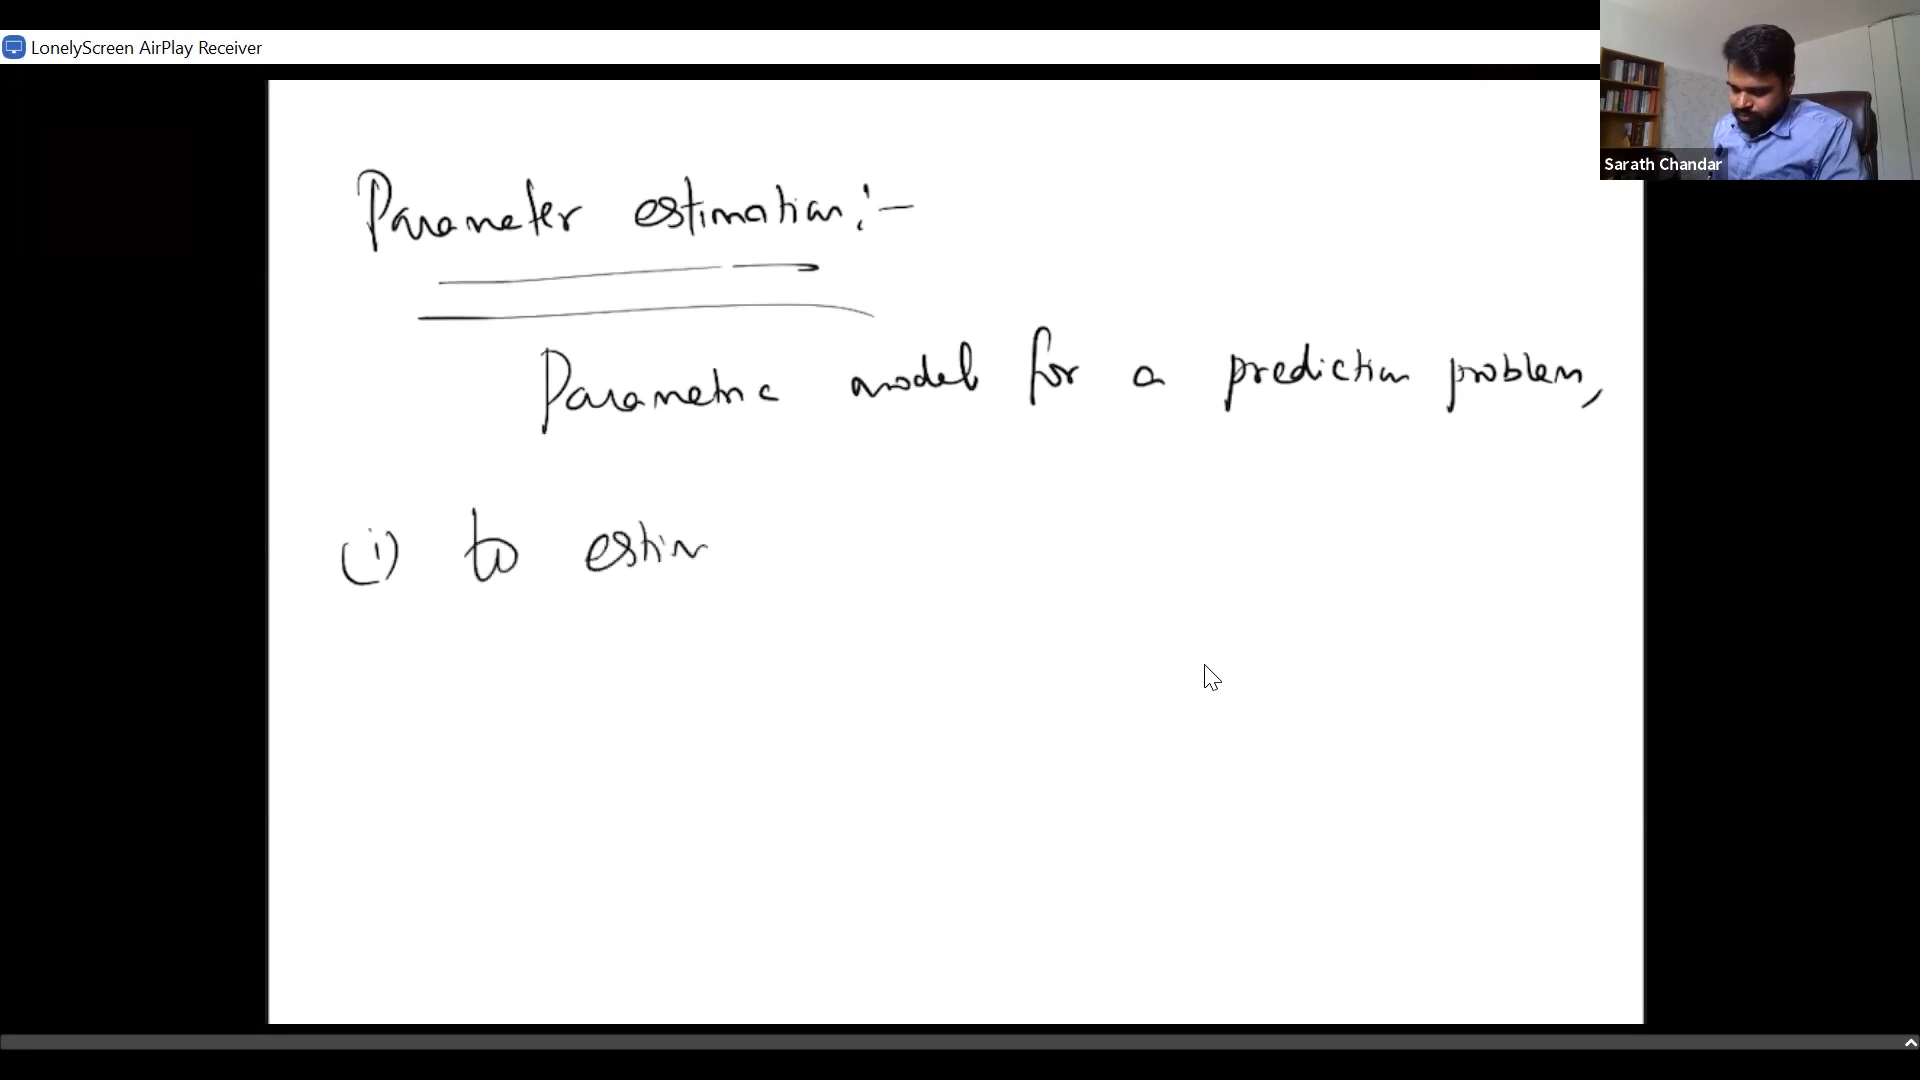 LonelyScreen AirPlay Receiver
Sarath Chandar
Parameter estimation:-
Parametric model for a prediction problem,
(i) to estim